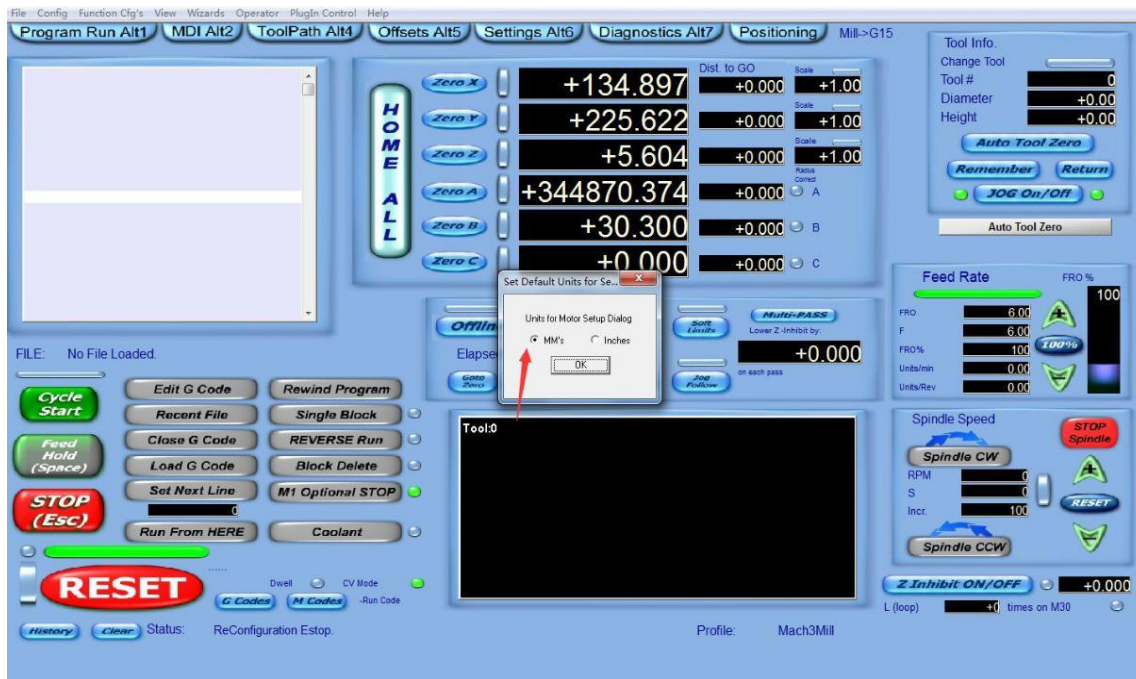 File Config Function Cfg's View Wizards Operator PlugIn Control Help
Program Run Alt1 MDI Alt2 ToolPath Alt4 Offsets Alt5 Settings Alt6 Diagnostics Alt7 Positioning Mill->G15
Tool Info.
Change Tool
Tool # 0
Diameter +0.00
Height +0.00
Auto Tool Zero
Remember Return
JOG On/Off
Auto Tool Zero
HOME ALL
Dist. to GO Scale
Zero X +134.897 +0.000 +1.00
Scale
Zero Y +225.622 +0.000 +1.00
Scale
Zero Z +5.604 +0.000 +1.00
Radius
Correct
Zero A +344870.374 +0.000 A
Zero B +30.300 +0.000 B
Zero C +0.000 +0.000 C
Set Default Units for Se...
Units for Motor Setup Dialog
MM's Inches
OK
Offlin
Elapse
Goto
Zero
Soft
Limits
Jog
Follow
Multi-PASS
Lower Z -Inhibit by:
+0.000
on each pass
Feed Rate FRO %
100
FRO 6.00
F 6.00
FRO% 100 100%
Units/min 0.00
Units/Rev 0.00
FILE: No File Loaded.
Cycle
Start
Feed
Hold
(Space)
STOP
(Esc)
Edit G Code Rewind Program
Recent File Single Block
Close G Code REVERSE Run
Load G Code Block Delete
Set Next Line M1 Optional STOP
0
Run From HERE Coolant
Tool:0
Spindle Speed
STOP
Spindle
Spindle CW
RPM 0
S 0
Incr. 100
RESET
Spindle CCW
RESET
......
Dwell CV Mode
G Codes M Codes -Run Code
Z Inhibit ON/OFF +0.000
L (loop) +0 times on M30
History Clear Status: ReConfiguration Estop. Profile: Mach3Mill